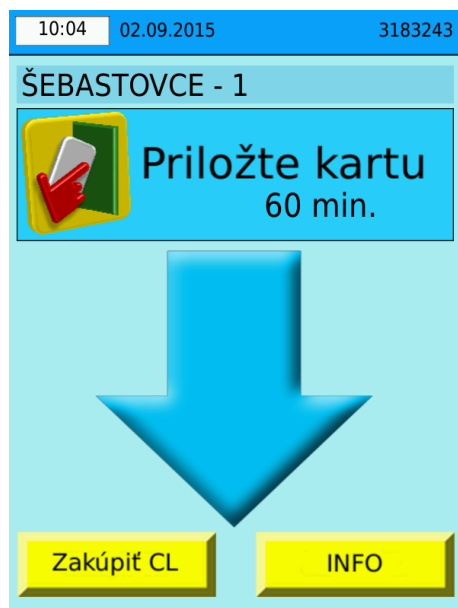 10:04 02.09.2015 3183243
ŠEBASTOVCE - 1
Priložte kartu
60 min.
Zakúpiť CL INFO